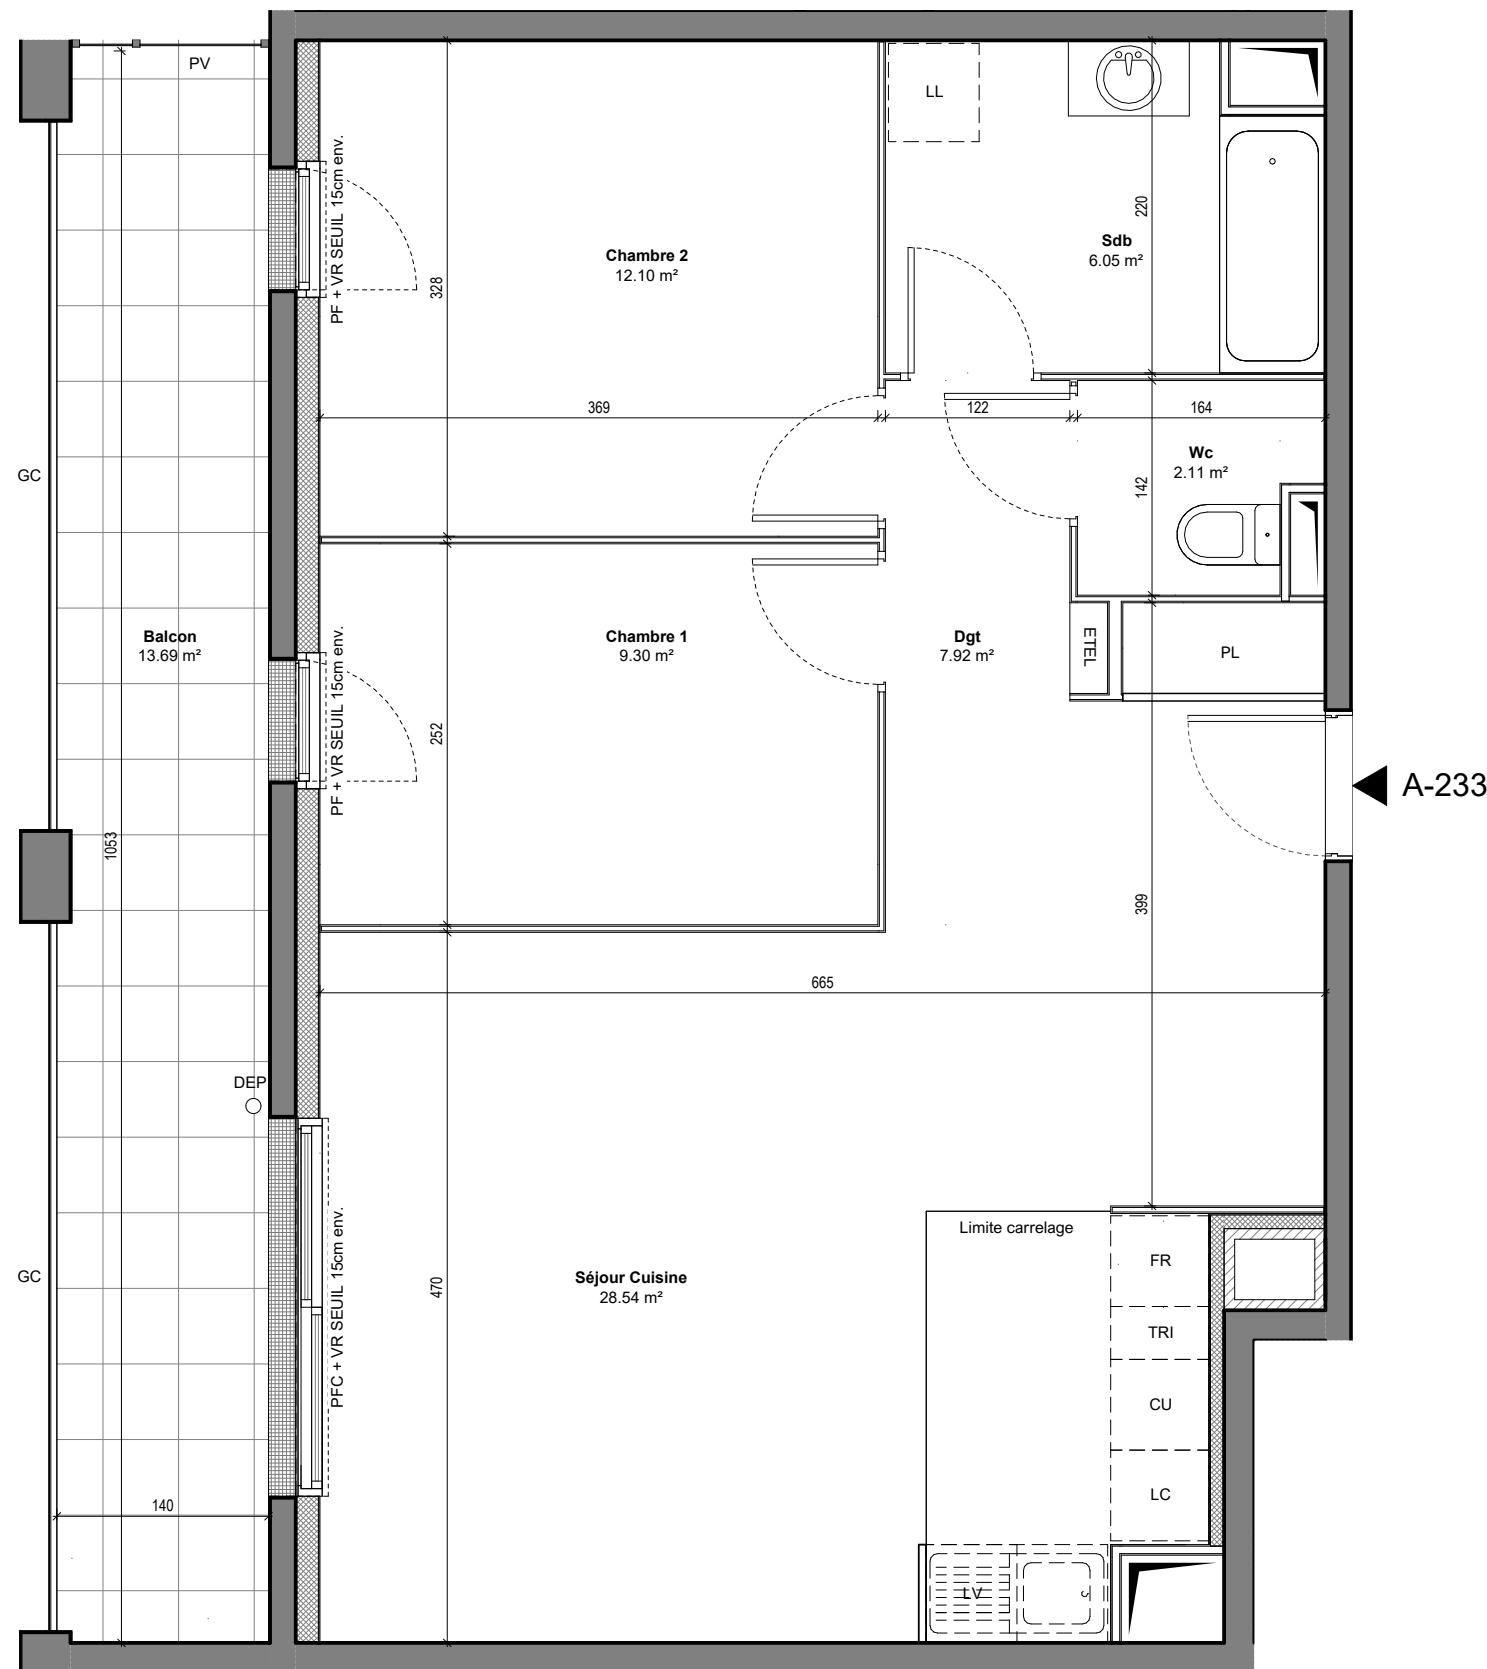 PV
LL
PF + VR SEUIL 15cm env.
220
Sdb
6.05 m²
Chambre 2
12.10 m²
328
369
122
164
GC
Wc
2.11 m²
142
Balcon
13.69 m²
Chambre 1
9.30 m²
Dgt
7.92 m²
ETEL
PL
PF + VR SEUIL 15cm env.
252
A-233
1053
399
665
DEP
Limite carrelage
FR
GC
Séjour Cuisine
28.54 m²
470
PFC + VR SEUIL 15cm env.
TRI
CU
LC
140
LV